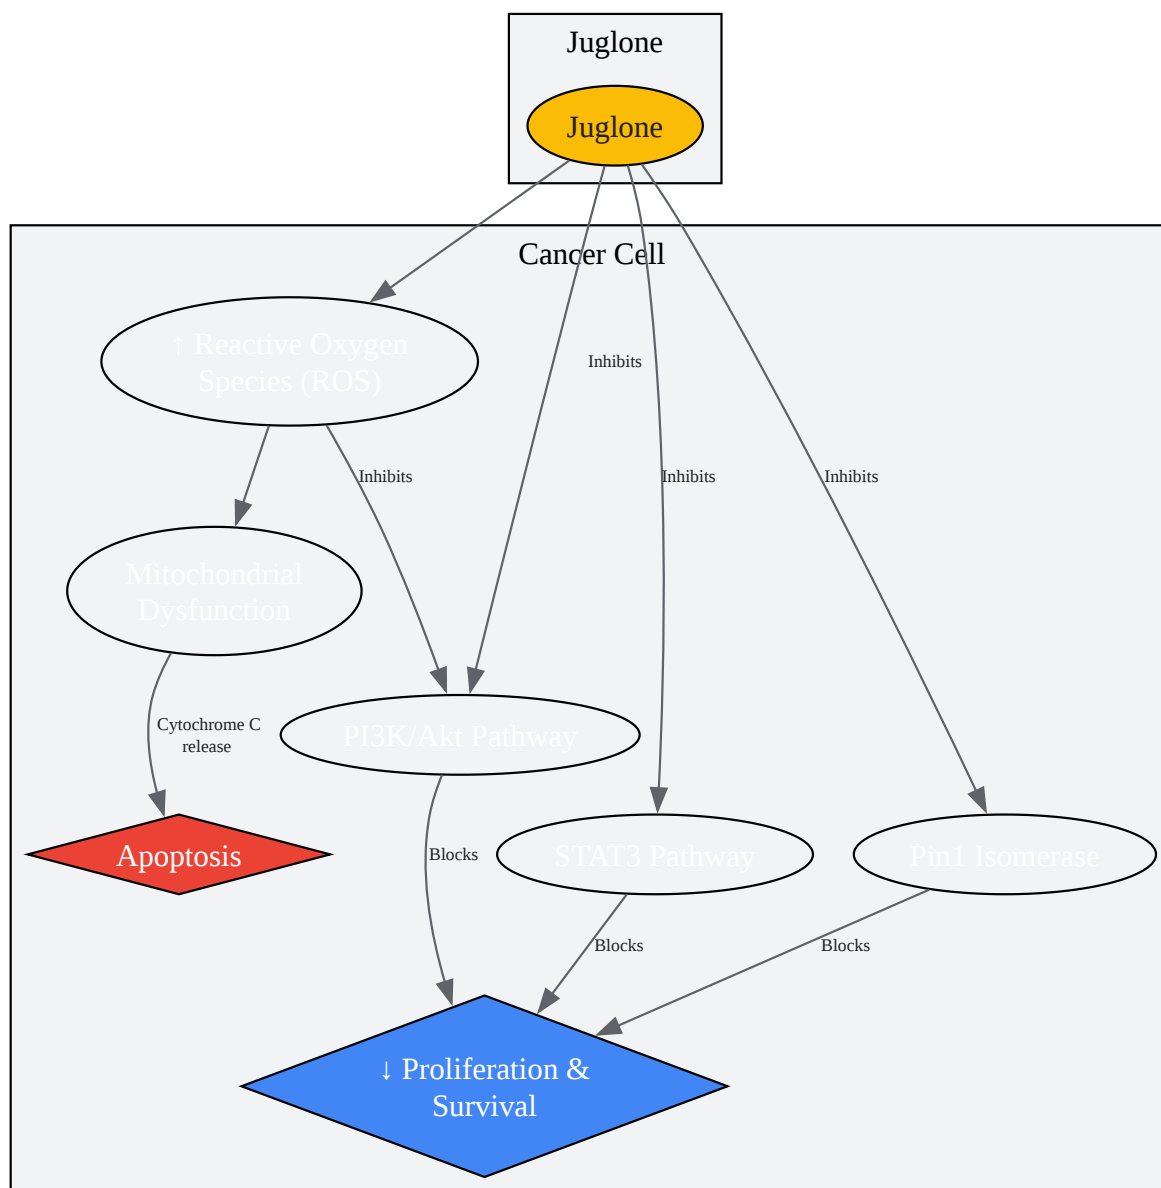 Juglone
Juglone
Cancer Cell
↑ Reactive Oxygen
Species (ROS)
Inhibits
Inhibits
Inhibits
Inhibits
Mitochondrial
Dysfunction
Cytochrome C
release
PI3K/Akt Pathway
Apoptosis
Blocks
STAT3 Pathway
Pin1 Isomerase
Blocks
Blocks
↓ Proliferation &
Survival